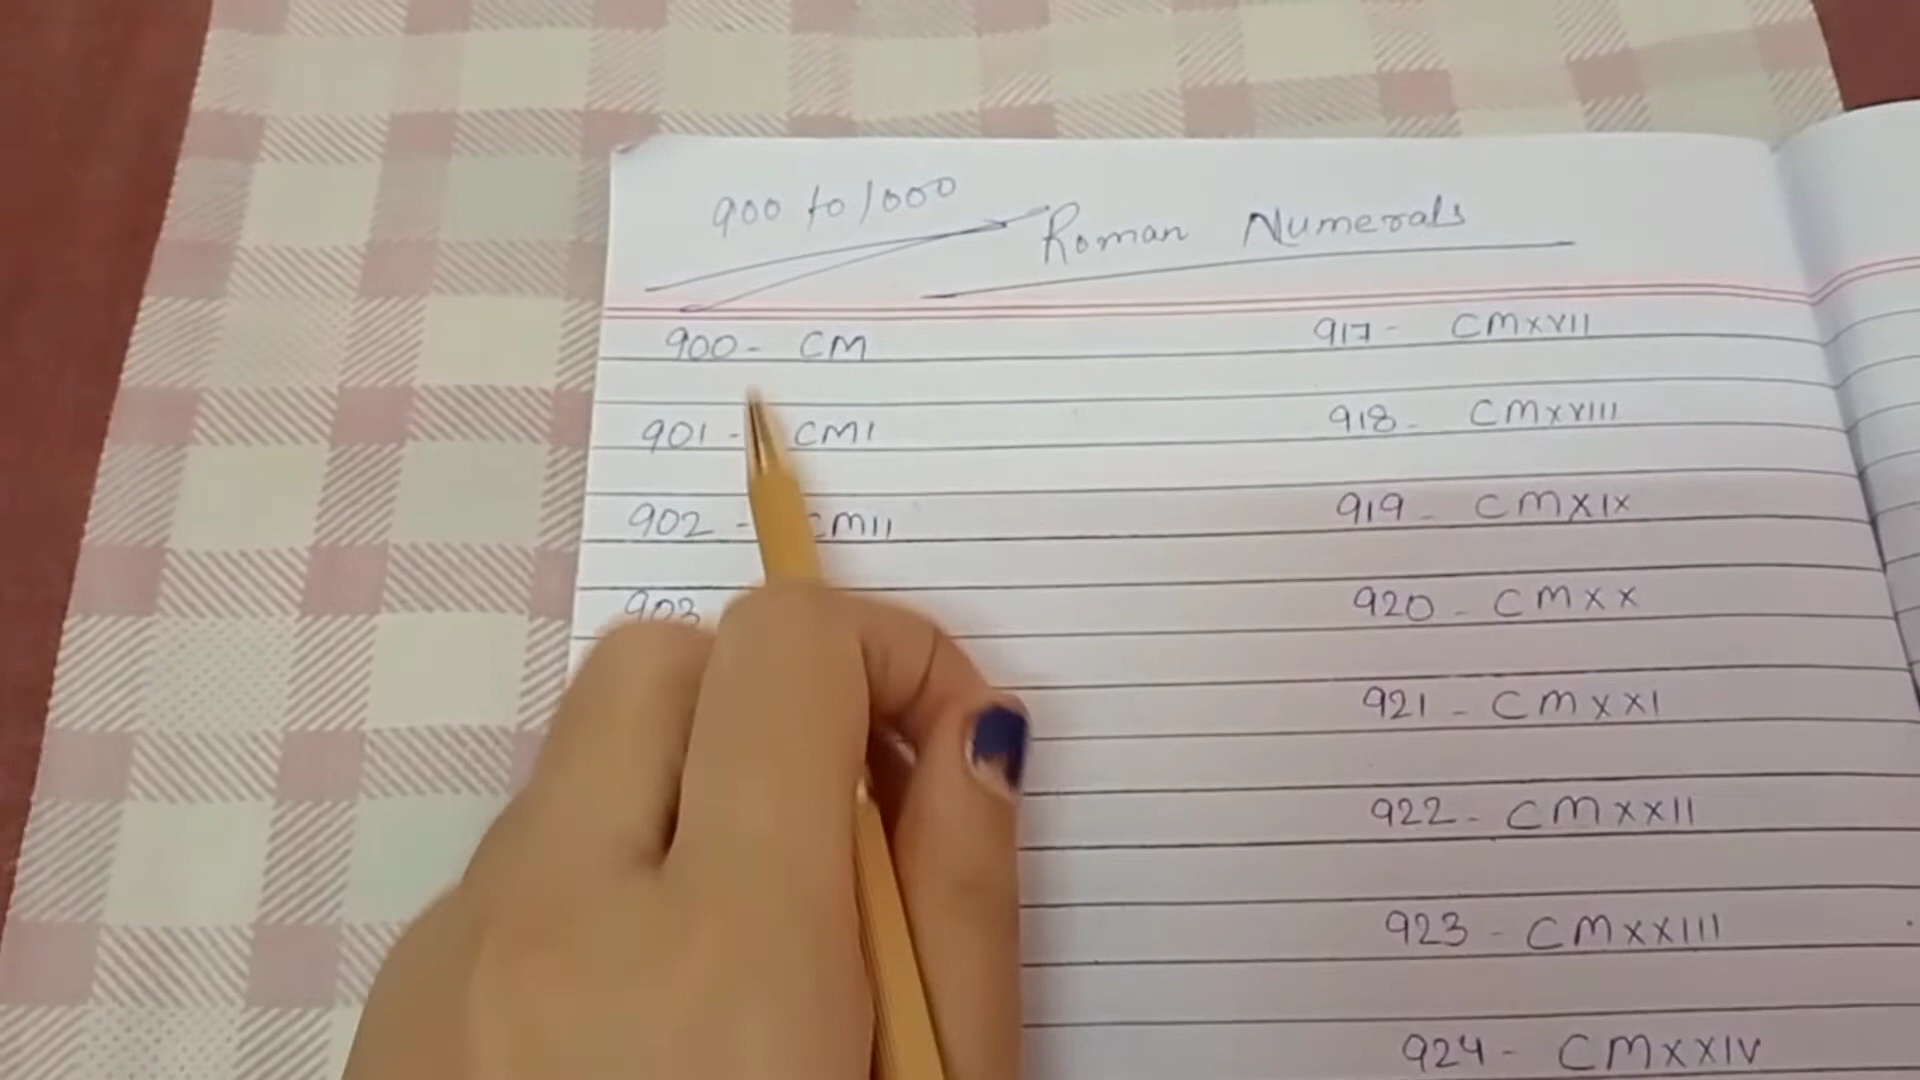 900 to 1000
Roman Numerals
900 - CM
901 - CMI
902 - CMII
903
917 - CMXVII
918 - CMXVIII
919 - CMXIX
920 - CMXX
921 - CMXXI
922 - CMXXII
923 - CMXXIII
924 - CMXXIV